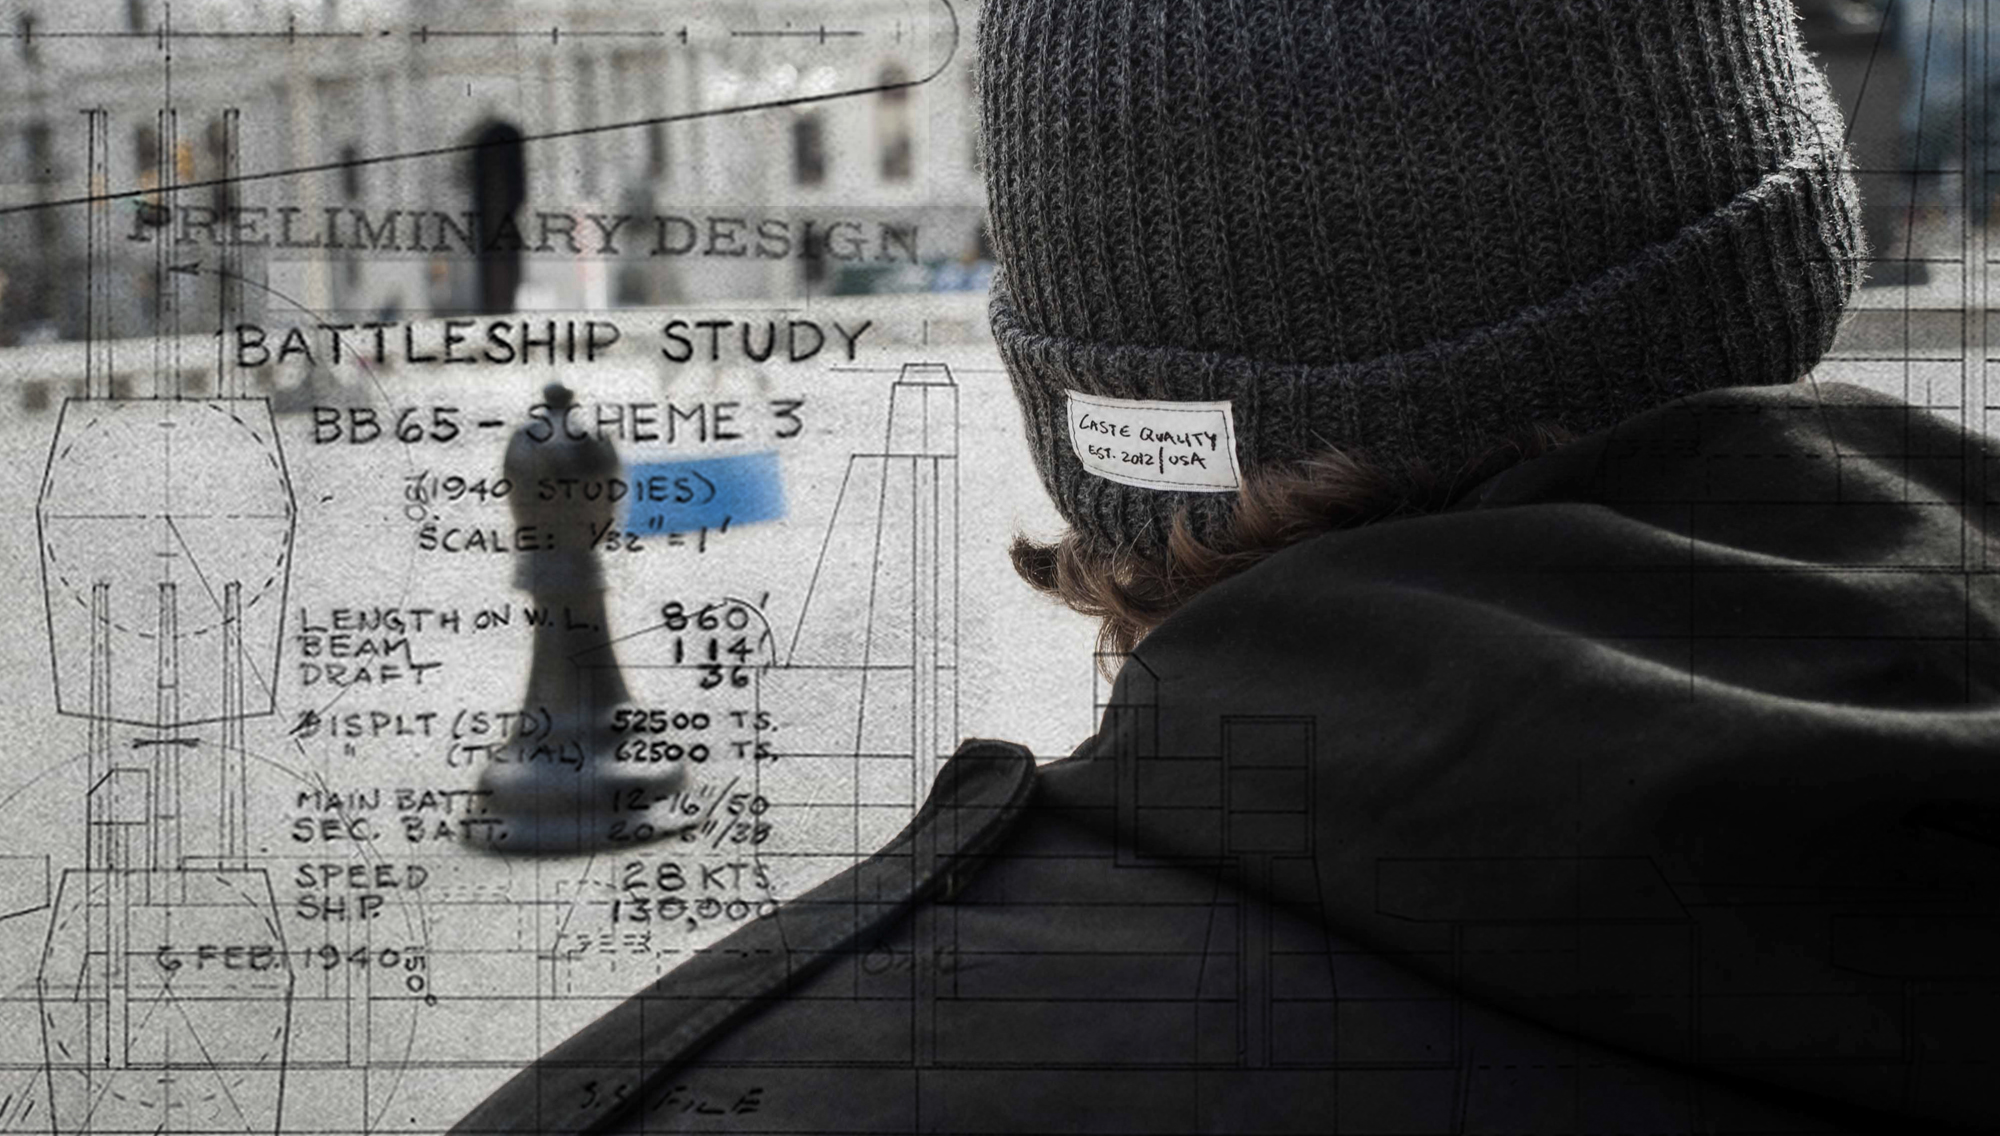 PRELIMINARY DESIGN
BATTLESHIP STUDY
BB65 - SCHEME 3
(1940 STUDIES)
SCALE: 1/32" = 1'
LENGTH ON W.L. 860'
BEAM 114
DRAFT 36
DISPLT (STD) 52500 TS.
" (TRIAL) 62500 TS.
MAIN BATT. 12-16"/50
SEC. BATT. 20-5"/38
SPEED 28 KTS.
SHP. 130,000
6 FEB. 1940
150°
S.S. FILE
CASTE QUALITY
EST. 2012 | USA